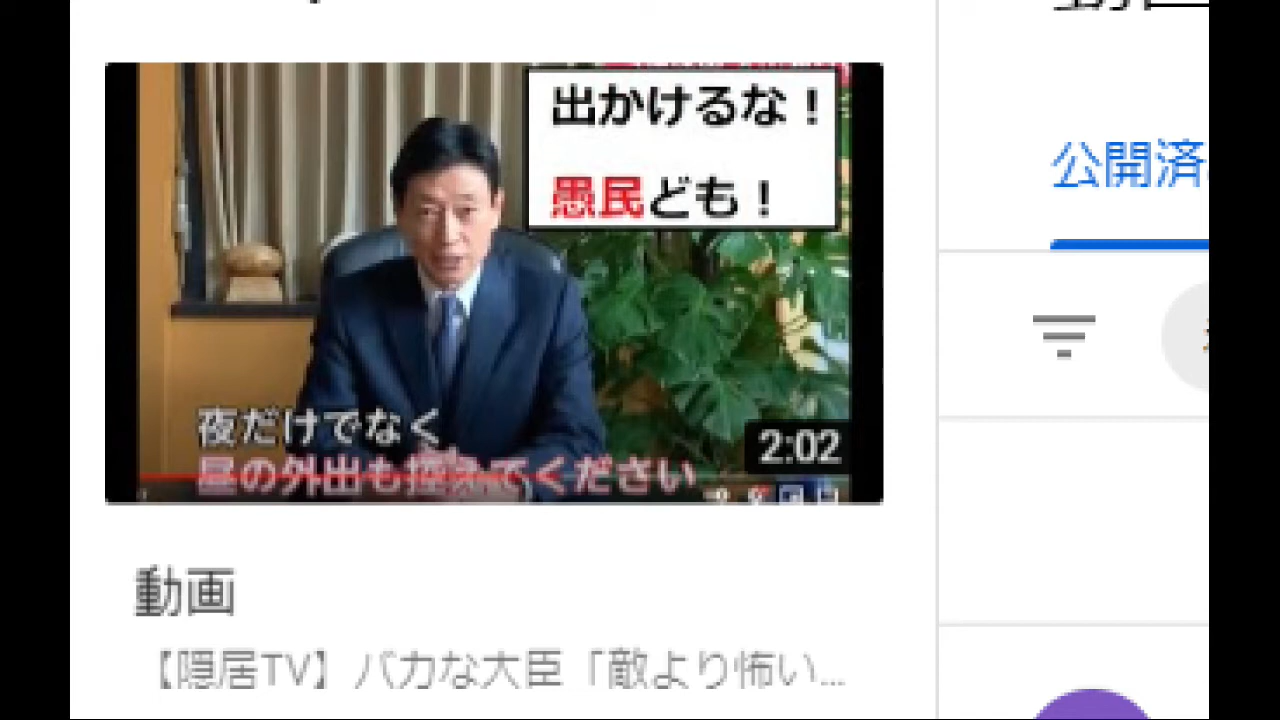 出かけるな！
愚民ども！
公開済
夜だけでなく
昼の外出も控えてください
2:02
動画
【隠居TV】バカな大臣「敵より怖い...